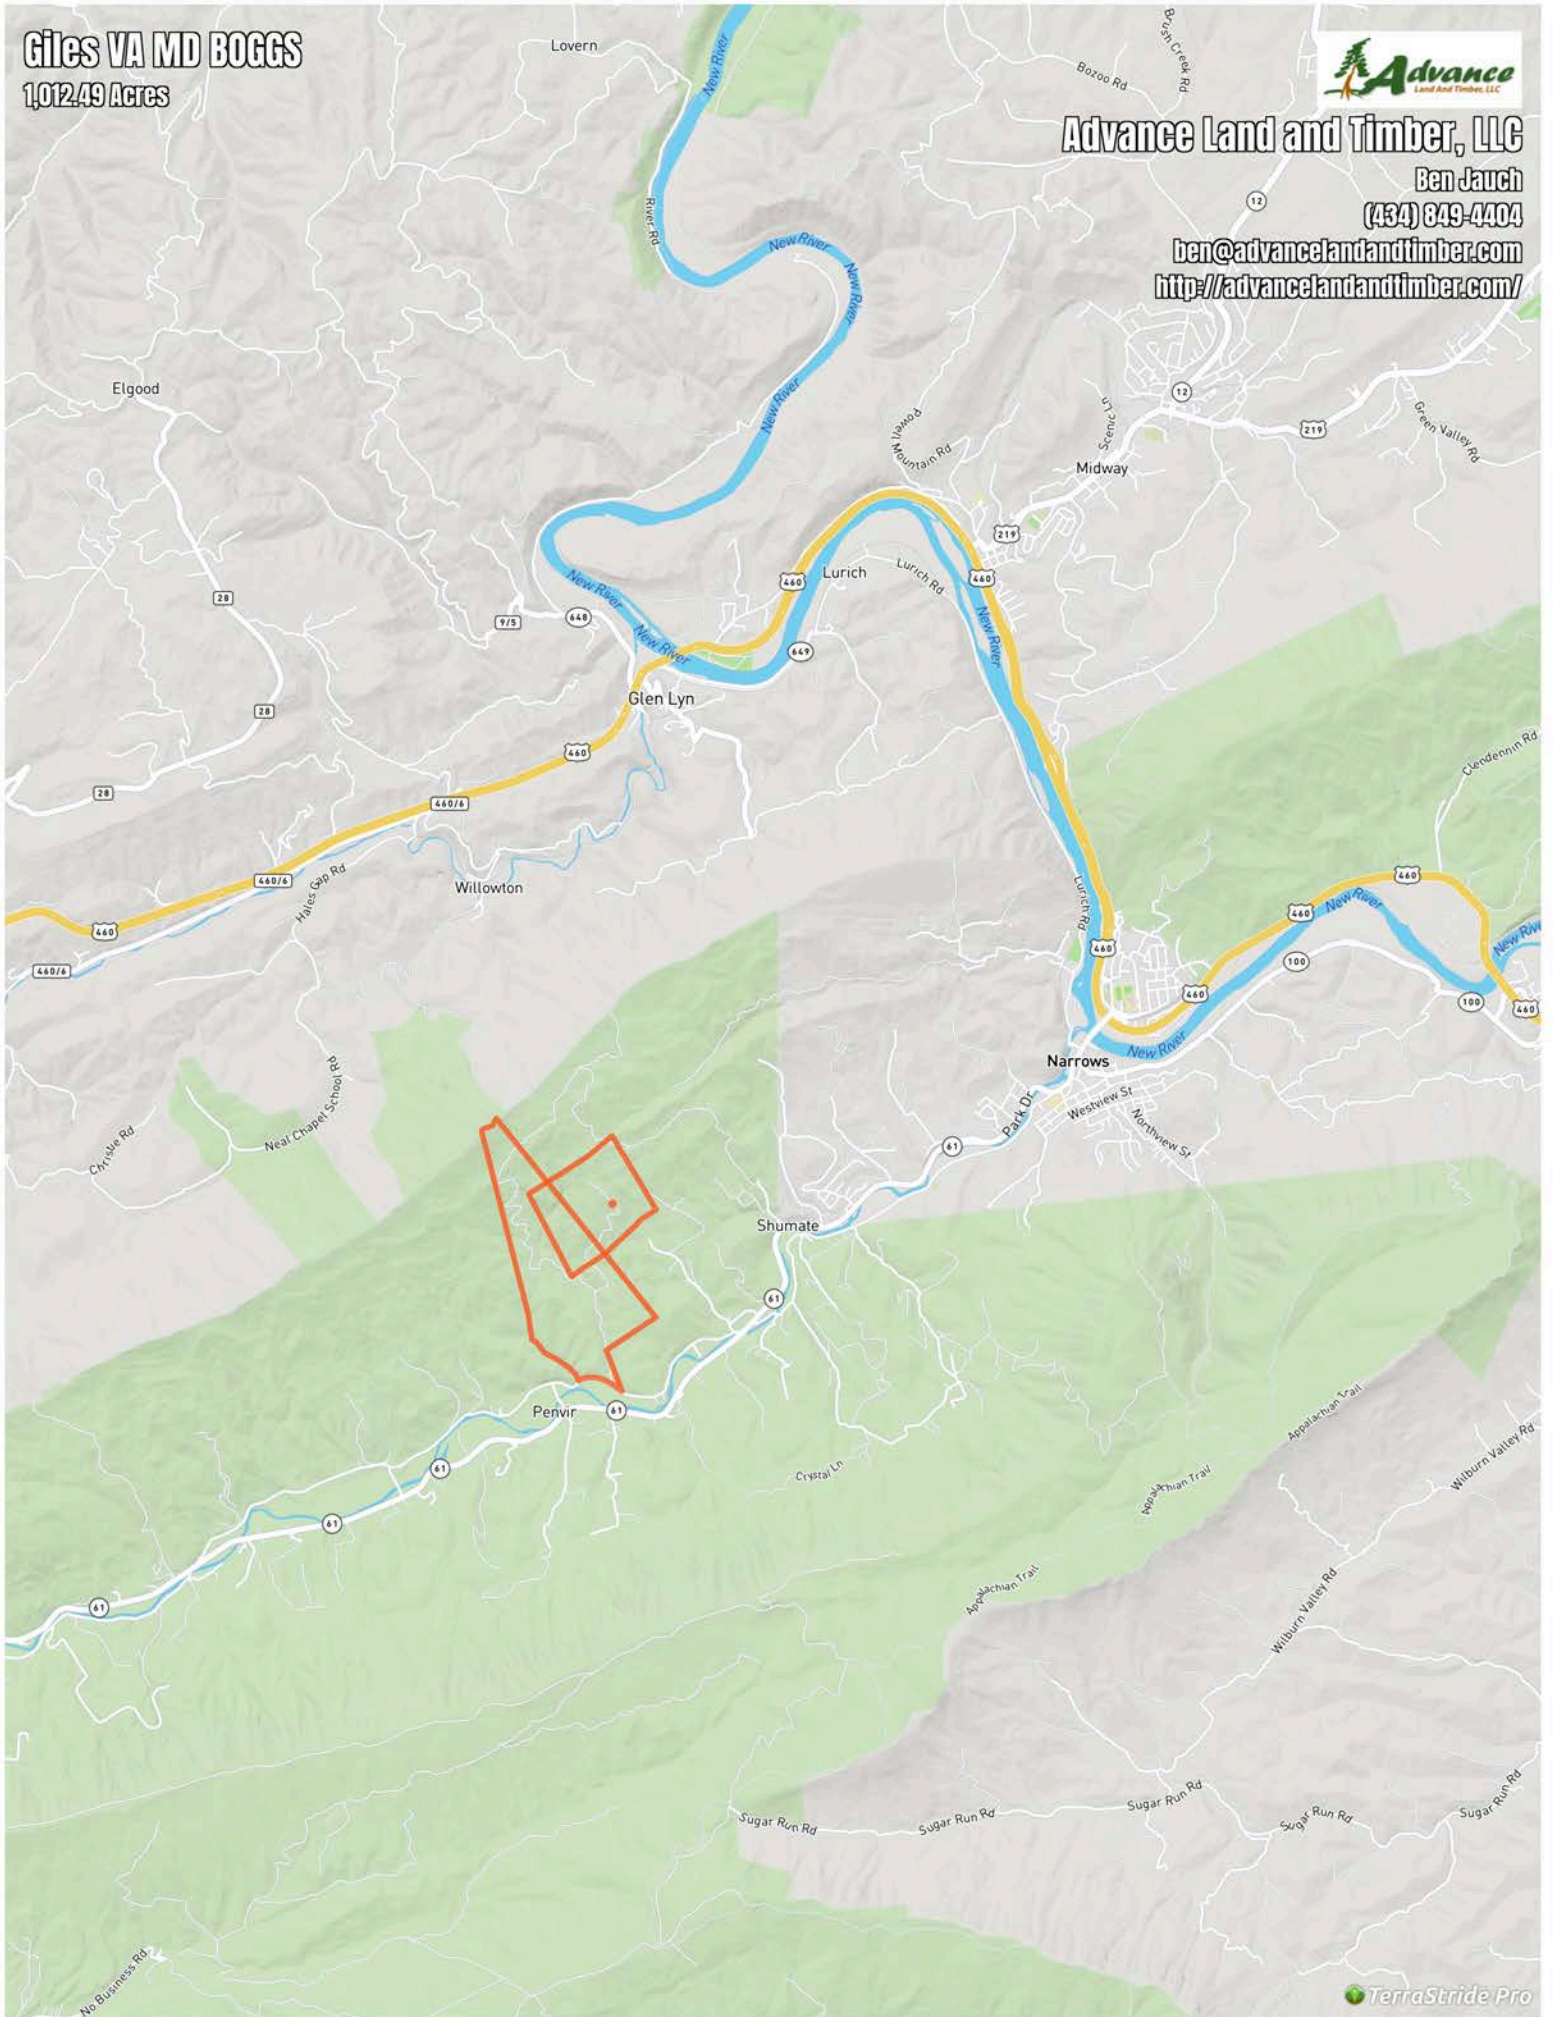 Giles VA MD BOGGS
1,012.49 Acres
Advance
Land And Timber, LLC
Advance Land and Timber, LLC
Ben Jauch
(434) 849-4404
ben@advancelandandtimber.com
http://advancelandandtimber.com/
Lovern
New River
Bozoo Rd
Brush Creek Rd
12
River Rd
New River
New River
New River
Elgood
12
219
Green Valley Rd
Scenic Ln
Powell Mountain Rd
Midway
219
460
Lurich
Lurich Rd
460
New River
28
9/5
648
New River
New River
649
New River
Glen Lyn
28
460
Clendennin Rd
28
460/6
460/6
Hales Gap Rd
Willowton
460
460/6
Lurich Rd
460
460
460
New River
New River
100
460
100
460
Narrows
New River
Neal Chapel School Rd
Park Dr
Westview St
Northview St
61
Shumate
61
Penvir
61
Appalachian Trail
Wilburn Valley Rd
61
Crystal Ln
Appalachian Trail
61
Appalachian Trail
Wilburn Valley Rd
61
Sugar Run Rd
Sugar Run Rd
Sugar Run Rd
Sugar Run Rd
Sugar Run Rd
No Business Rd
TerraStride Pro